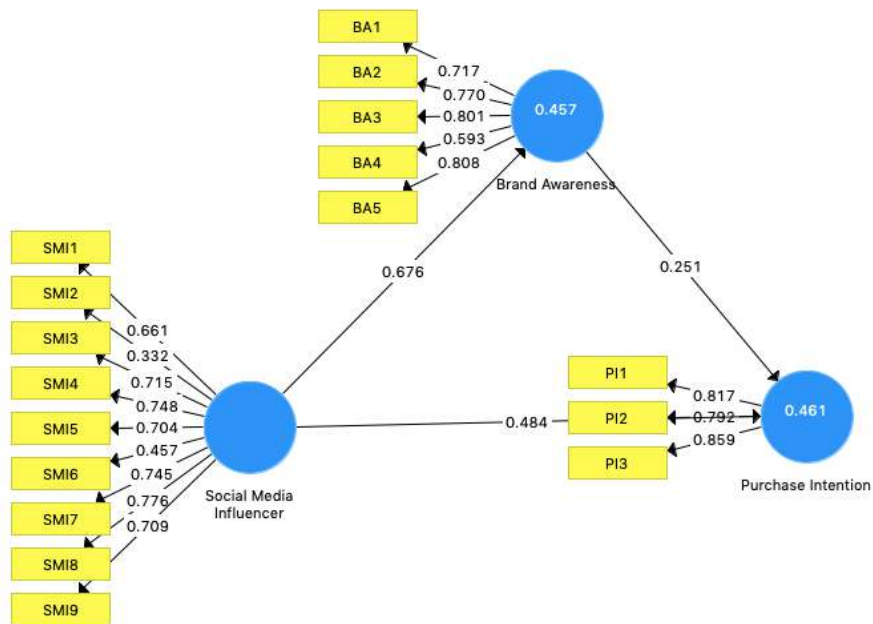 BA1
0.717
BA2
0.770
BA3
0.801
BA4
0.593
BA5
0.808
0.457
Brand Awareness
SMI1
SMI2
SMI3
SMI4
SMI5
SMI6
SMI7
SMI8
SMI9
0.661
0.332
0.715
0.748
0.704
0.457
0.745
0.776
0.709
Social Media
Influencer
0.676
0.251
0.484
PI1
PI2
PI3
0.817
0.792
0.859
0.461
Purchase Intention